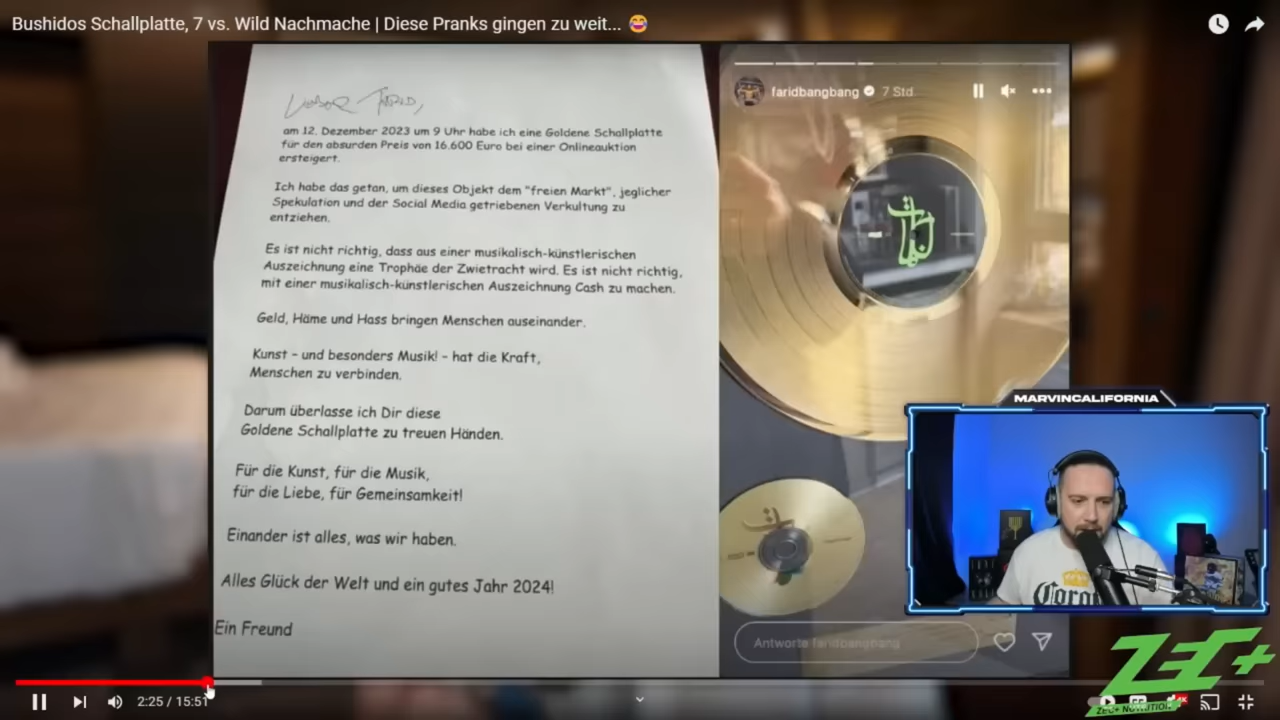 Bushidos Schallplatte, 7 vs. Wild Nachmache | Diese Pranks gingen zu weit... 😂
Lieber Farid,
am 12. Dezember 2023 um 9 Uhr habe ich eine Goldene Schallplatte
für den absurden Preis von 16.600 Euro bei einer Onlineauktion
ersteigert.
Ich habe das getan, um dieses Objekt dem "freien Markt", jeglicher
Spekulation und der Social Media getriebenen Verkultung zu
entziehen.
Es ist nicht richtig, dass aus einer musikalisch-künstlerischen
Auszeichnung eine Trophäe der Zwietracht wird. Es ist nicht richtig,
mit einer musikalisch-künstlerischen Auszeichnung Cash zu machen.
Geld, Häme und Hass bringen Menschen auseinander.
Kunst - und besonders Musik! - hat die Kraft,
Menschen zu verbinden.
Darum überlasse ich Dir diese
Goldene Schallplatte zu treuen Händen.
Für die Kunst, für die Musik,
für die Liebe, für Gemeinsamkeit!
Einander ist alles, was wir haben.
Alles Glück der Welt und ein gutes Jahr 2024!
Ein Freund
faridbangbang 7 Std
Antworte faridbangbang
MARVINCALIFORNIA
Coron
ZEC+
ZEC+ NUTRITION
2:25 / 15:51